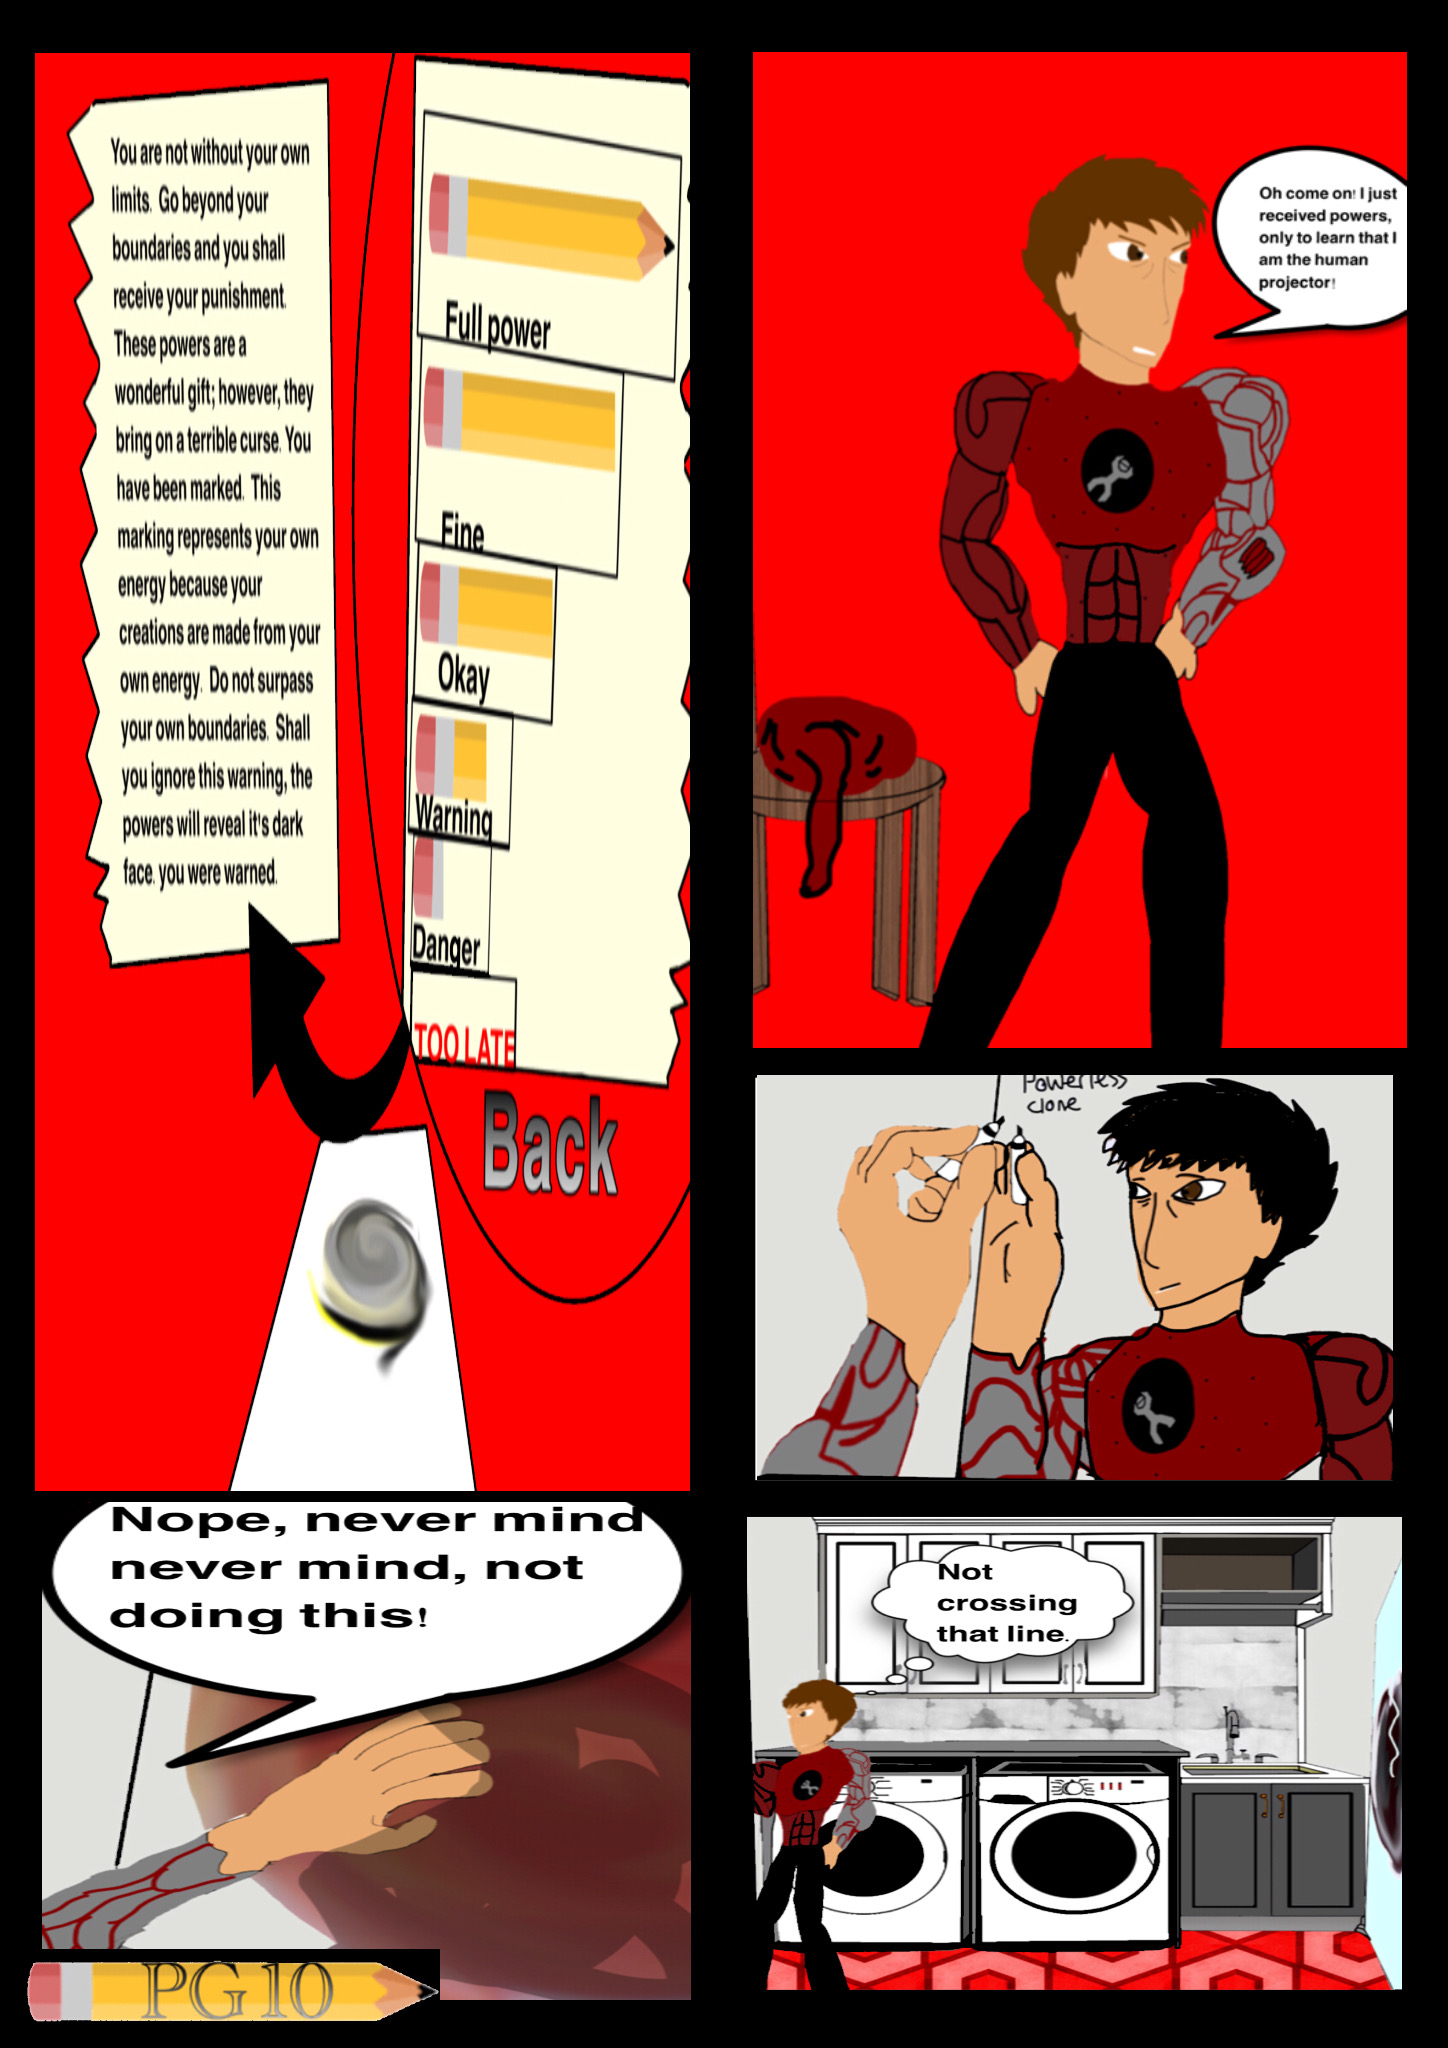 You are not without your own
limits. Go beyond your
boundaries and you shall
receive your punishment.
These powers are a
wonderful gift; however, they
bring on a terrible curse. You
have been marked. This
marking represents your own
energy because your
creations are made from your
own energy. Do not surpass
your own boundaries. Shall
you ignore this warning, the
powers will reveal it's dark
face. you were warned.
Full power
Fine
Okay
Warning
Danger
TOO LATE
Back
Oh come on! I just
received powers,
only to learn that I
am the human
projector!
Powerless
clone
Nope, never mind
never mind, not
doing this!
Not
crossing
that line.
PG 10